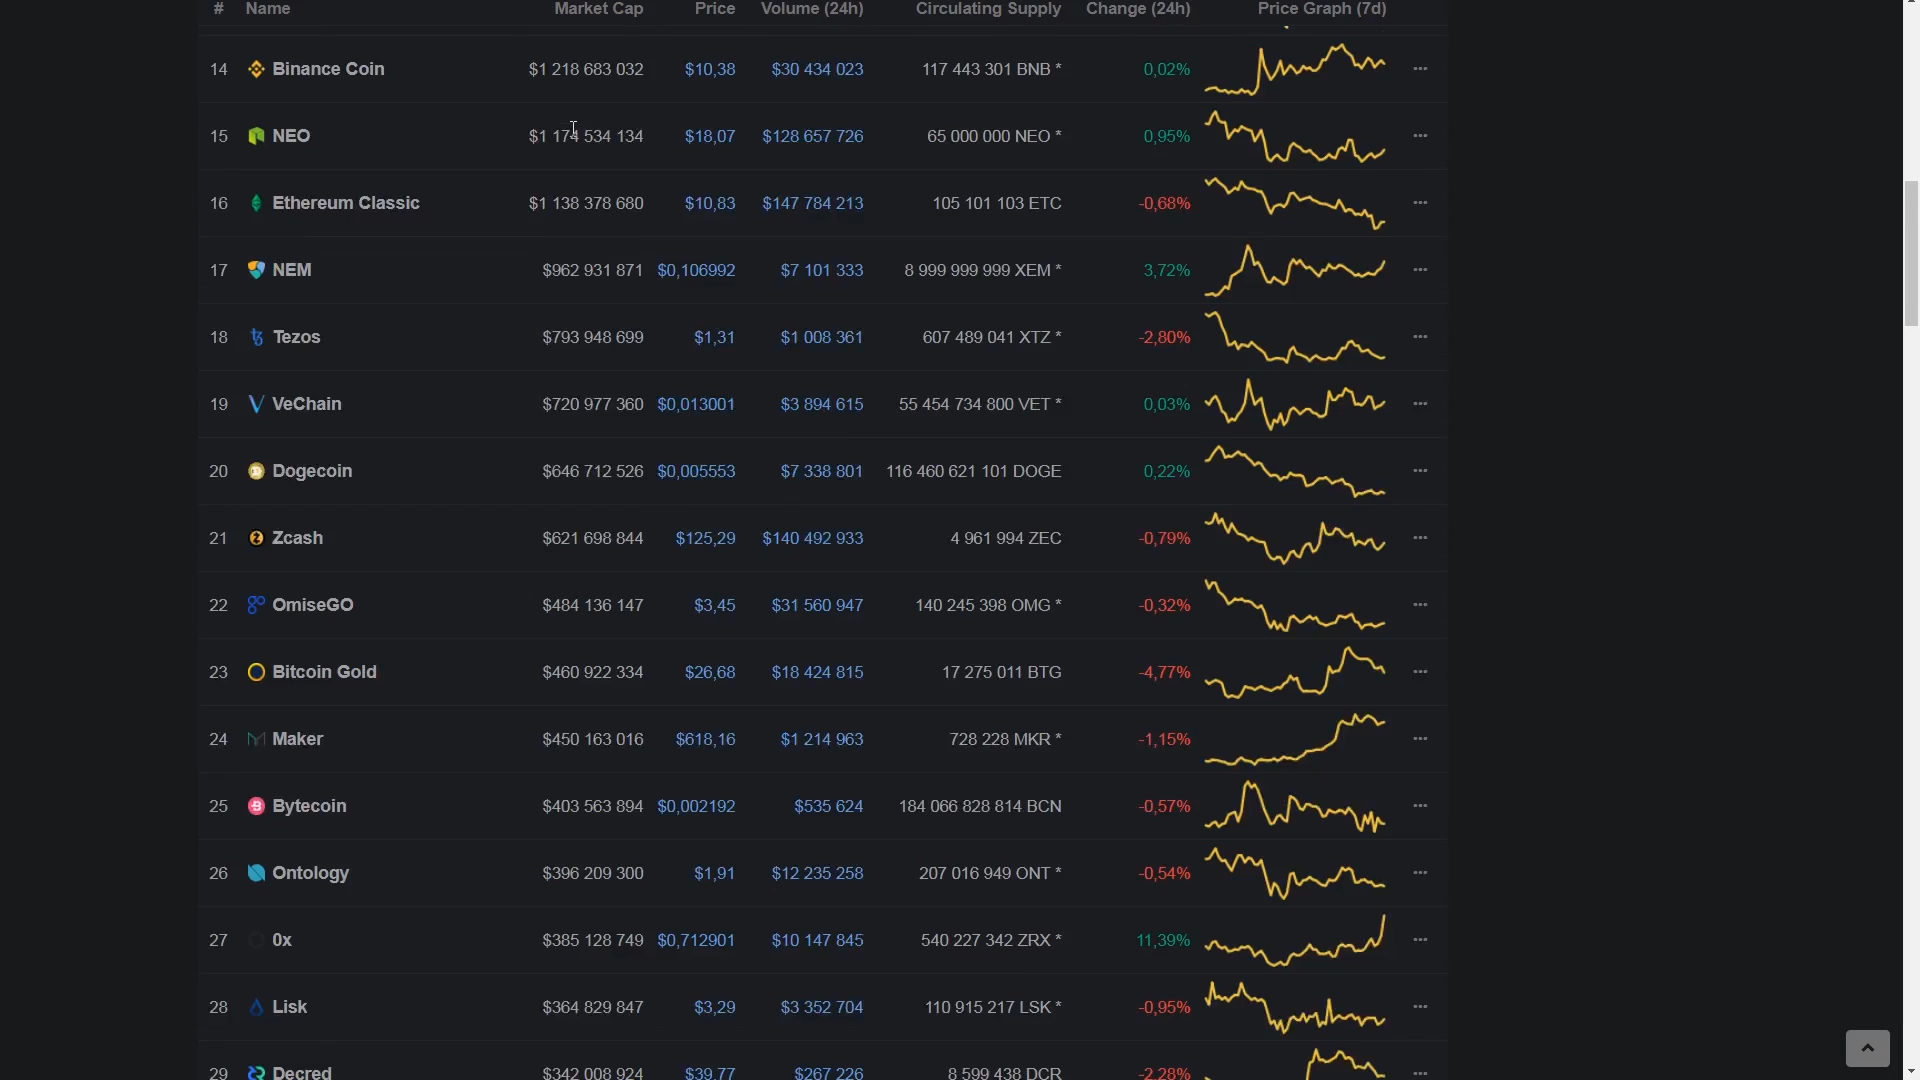 # Name Market Cap Price Volume (24h) Circulating Supply Change (24h) Price Graph (7d)
14 Binance Coin $1 218 683 032 $10,38 $30 434 023 117 443 301 BNB * 0,02%
15 NEO $1 174 534 134 $18,07 $128 657 726 65 000 000 NEO * 0,95%
16 Ethereum Classic $1 138 378 680 $10,83 $147 784 213 105 101 103 ETC -0,68%
17 NEM $962 931 871 $0,106992 $7 101 333 8 999 999 999 XEM * 3,72%
18 Tezos $793 948 699 $1,31 $1 008 361 607 489 041 XTZ * -2,80%
19 VeChain $720 977 360 $0,013001 $3 894 615 55 454 734 800 VET * 0,03%
20 Dogecoin $646 712 526 $0,005553 $7 338 801 116 460 621 101 DOGE 0,22%
21 Zcash $621 698 844 $125,29 $140 492 933 4 961 994 ZEC -0,79%
22 OmiseGO $484 136 147 $3,45 $31 560 947 140 245 398 OMG * -0,32%
23 Bitcoin Gold $460 922 334 $26,68 $18 424 815 17 275 011 BTG -4,77%
24 Maker $450 163 016 $618,16 $1 214 963 728 228 MKR * -1,15%
25 Bytecoin $403 563 894 $0,002192 $535 624 184 066 828 814 BCN -0,57%
26 Ontology $396 209 300 $1,91 $12 235 258 207 016 949 ONT * -0,54%
27 0x $385 128 749 $0,712901 $10 147 845 540 227 342 ZRX * 11,39%
28 Lisk $364 829 847 $3,29 $3 352 704 110 915 217 LSK * -0,95%
29 Decred $342 008 924 $39,77 $267 226 8 599 438 DCR -2,28%